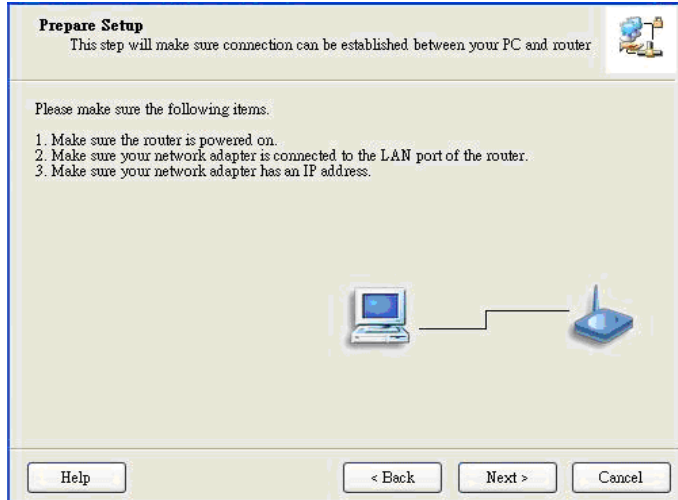 Prepare Setup
This step will make sure connection can be established between your PC and router
Please make sure the following items.
1. Make sure the router is powered on.
2. Make sure your network adapter is connected to the LAN port of the router.
3. Make sure your network adapter has an IP address.
Help
< Back
Next >
Cancel